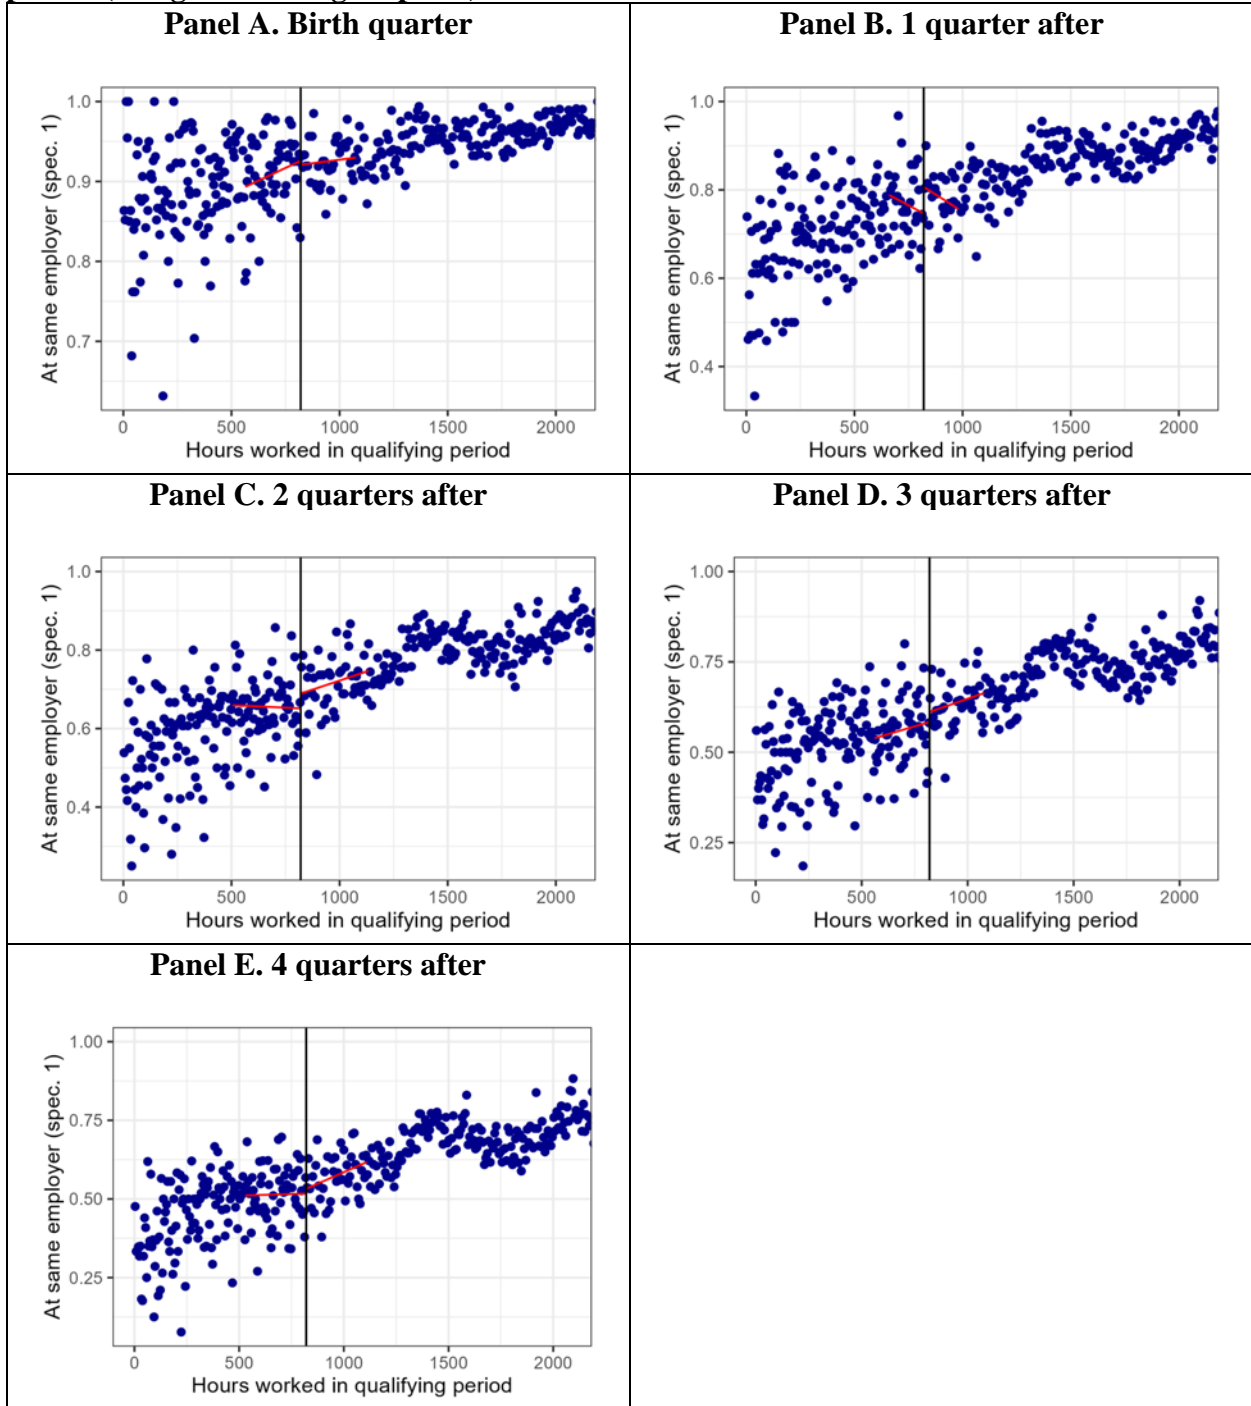 Panel A. Birth quarter
At same employer (spec. 1)
1.0
0.9
0.8
0.7
0 500 1000 1500 2000
Hours worked in qualifying period
Panel B. 1 quarter after
At same employer (spec. 1)
1.0
0.8
0.6
0.4
0 500 1000 1500 2000
Hours worked in qualifying period
Panel C. 2 quarters after
At same employer (spec. 1)
1.0
0.8
0.6
0.4
0 500 1000 1500 2000
Hours worked in qualifying period
Panel D. 3 quarters after
At same employer (spec. 1)
1.00
0.75
0.50
0.25
0 500 1000 1500 2000
Hours worked in qualifying period
Panel E. 4 quarters after
At same employer (spec. 1)
1.00
0.75
0.50
0.25
0 500 1000 1500 2000
Hours worked in qualifying period